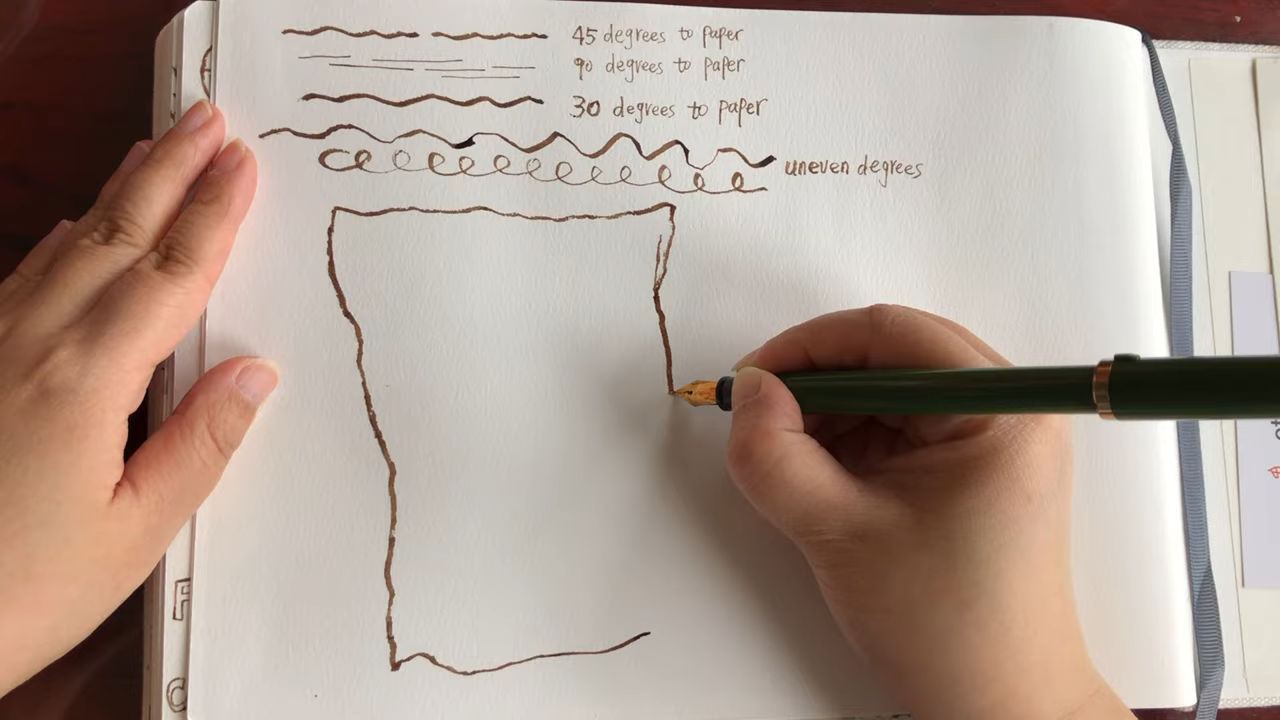 45 degrees to paper
90 degrees to paper
30 degrees to paper
uneven degrees